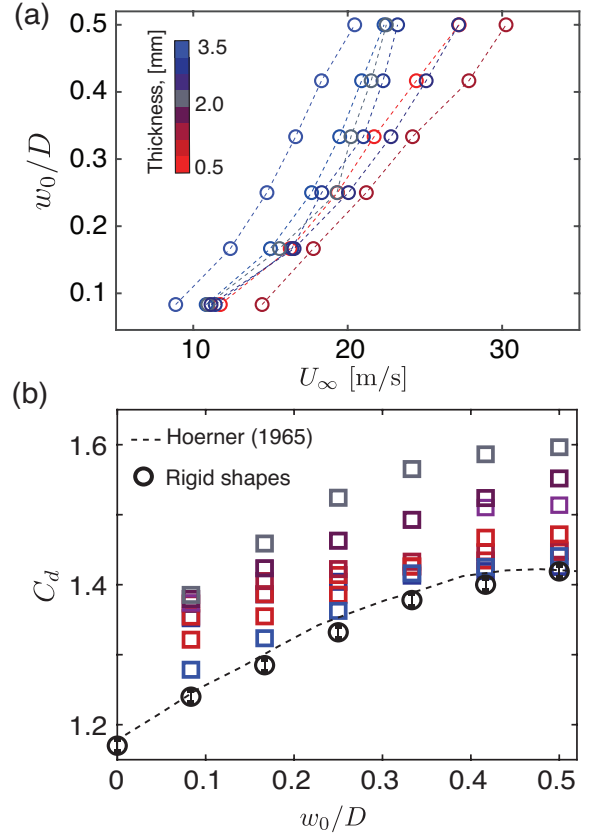 (a)
0.5
0.4
0.3
0.2
0.1
w₀/D
Thickness, [mm]
3.5
2.0
0.5
10
20
30
U∞ [m/s]
(b)
1.6
1.4
1.2
C_d
Hoerner (1965)
Rigid shapes
0
0.1
0.2
0.3
0.4
0.5
w₀/D